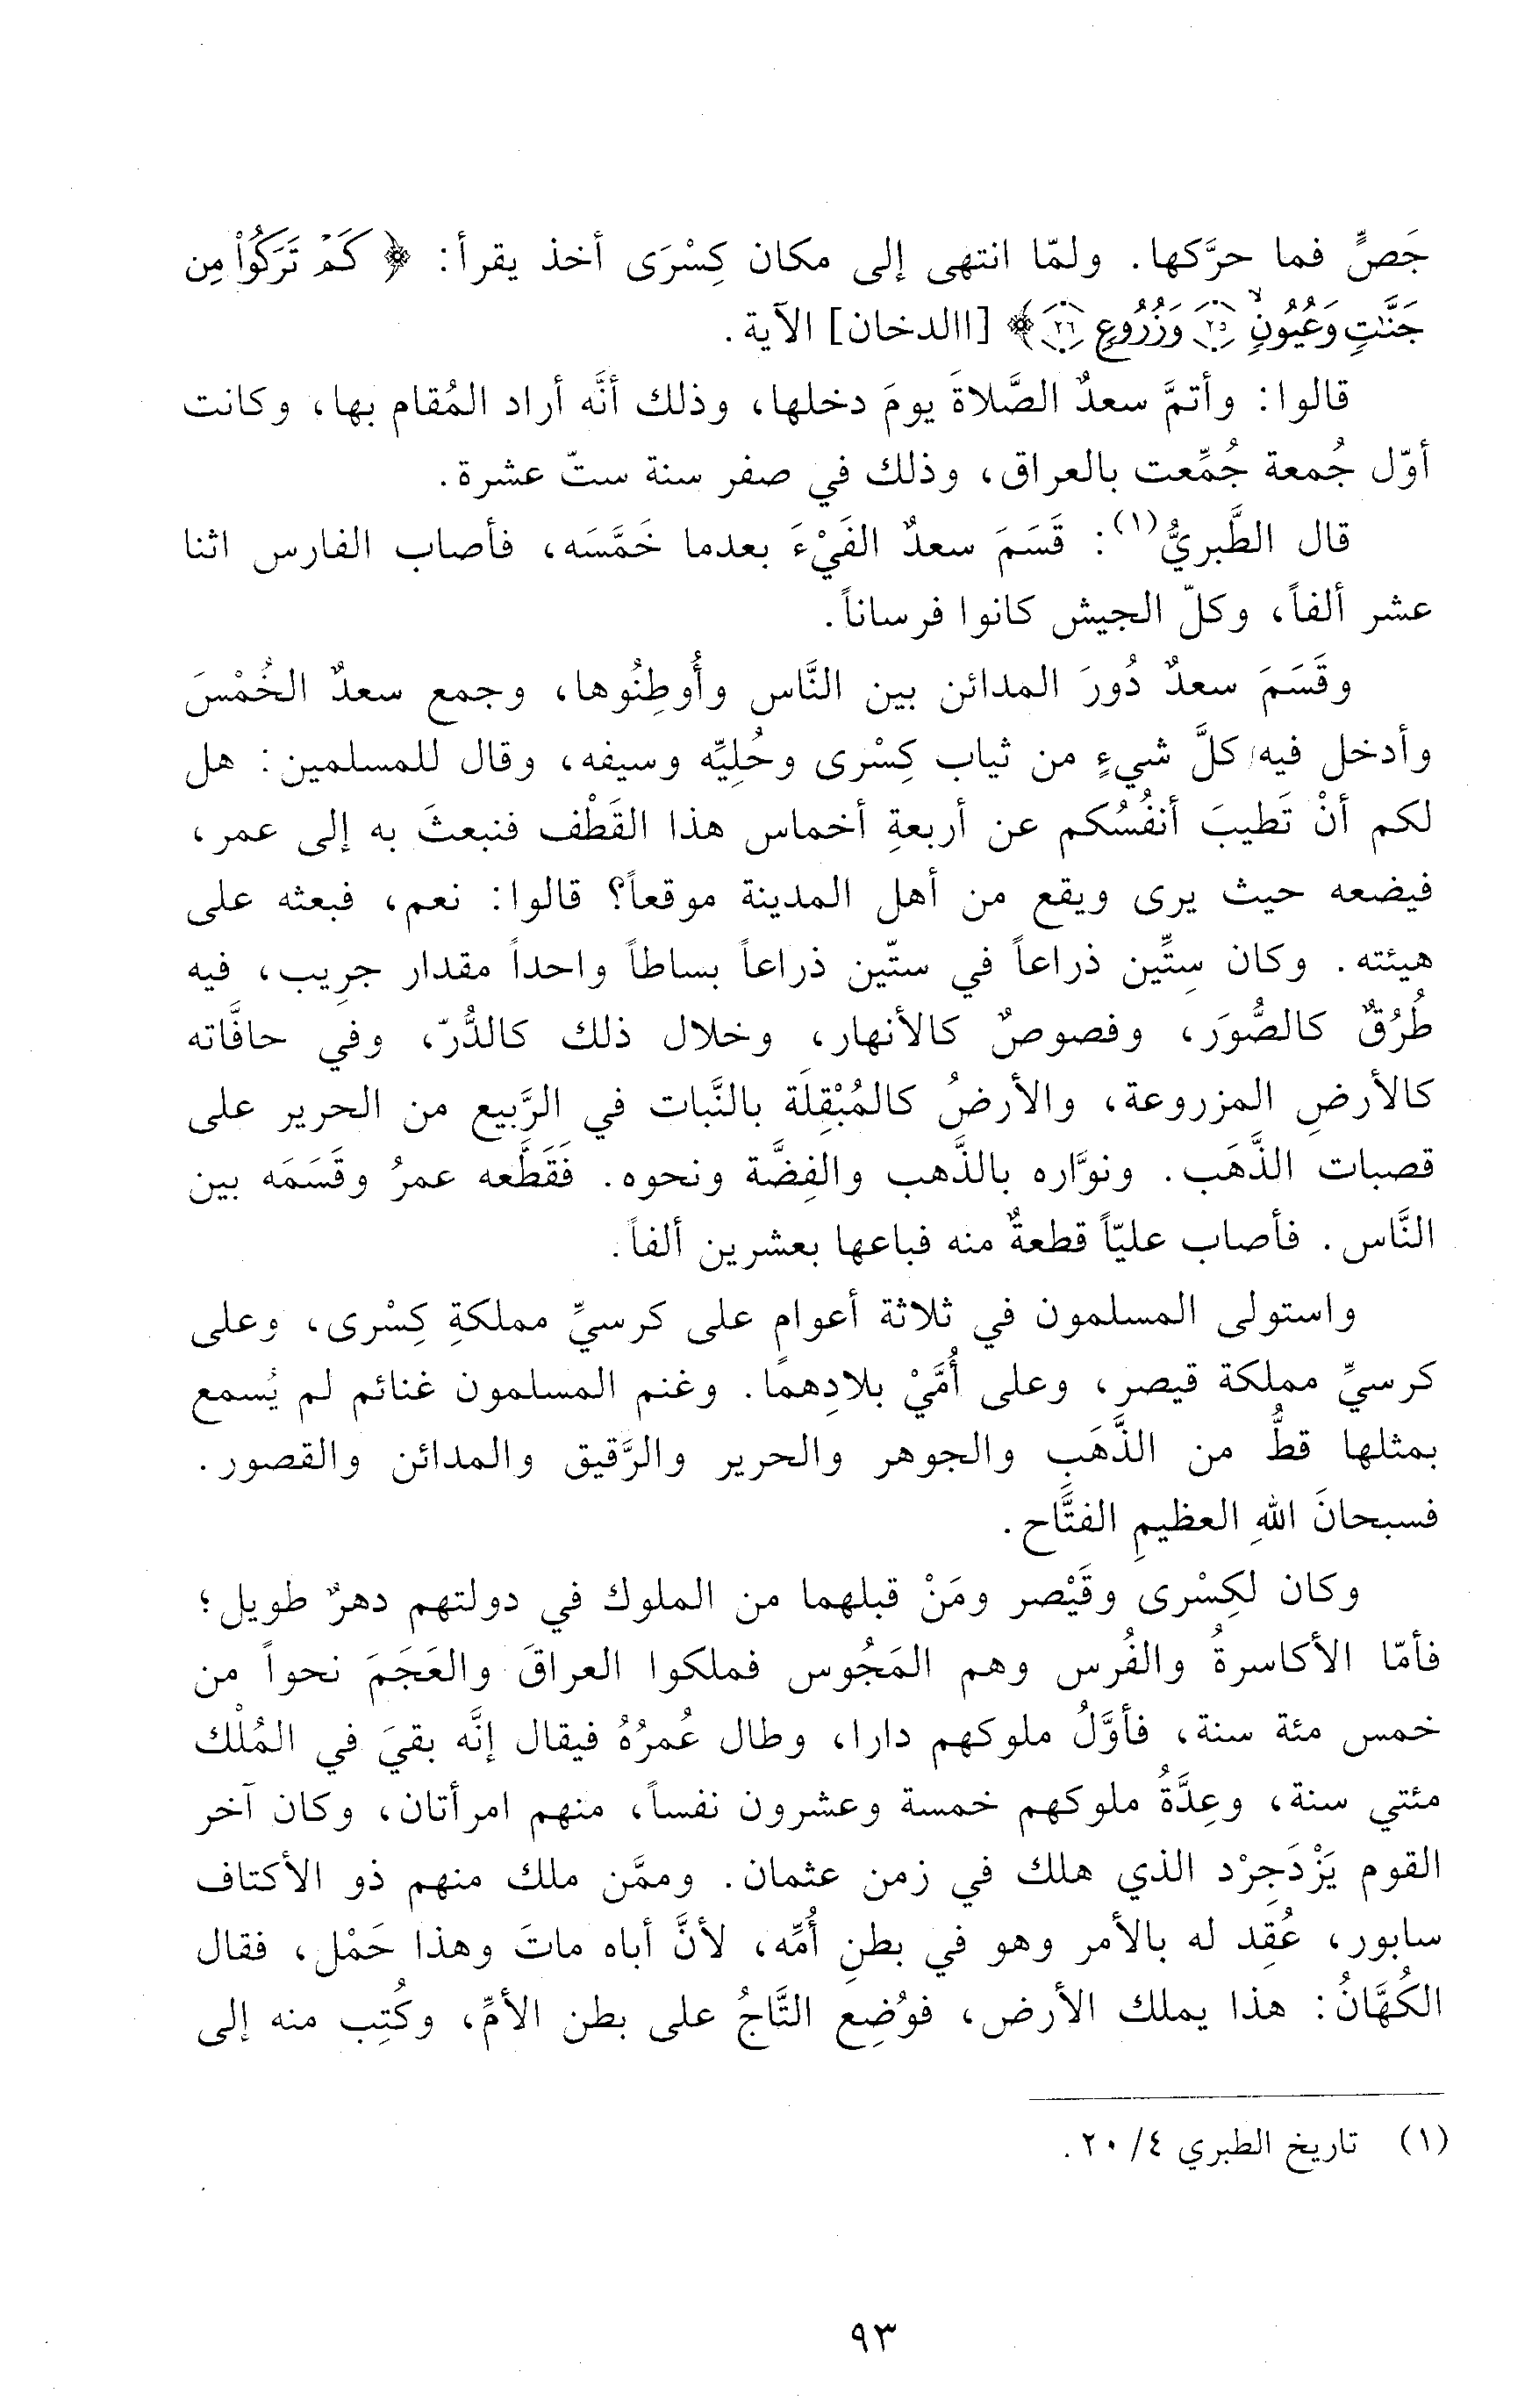 جَصٍّ فما حرَّكها. ولمّا انتهى إلى مكان كِسْرَى أخذ يقرأ: ﴿ كَمْ تَرَكُواْ مِن
جَنَّٰتٍ وَعُيُونٍ ۙ ٢٥ وَزُرُوعٍ ٢٦ ﴾ [االدخان] الآية.
قالوا: وأتمَّ سعدٌ الصَّلاةَ يومَ دخلها، وذلك أنَّه أراد المُقام بها، وكانت
أوّل جُمعة جُمِّعت بالعراق، وذلك في صفر سنة ستّ عشرة.
قال الطَّبريُّ(١): قَسَمَ سعدٌ الفَيْءَ بعدما خَمَّسَه، فأصاب الفارس اثنا
عشر ألفاً، وكلّ الجيش كانوا فرساناً.
وقَسَمَ سعدٌ دُورَ المدائن بين النَّاس وأُوطِنُوها، وجمع سعدٌ الخُمْسَ
وأدخل فيه كلَّ شيءٍ من ثياب كِسْرى وحُلِيِّه وسيفه، وقال للمسلمين: هل
لكم أنْ تَطيبَ أنفُسُكم عن أربعةِ أخماس هذا القَطْف فنبعثَ به إلى عمر،
فيضعه حيث يرى ويقع من أهل المدينة موقعاً؟ قالوا: نعم، فبعثه على
هيئته. وكان سِتِّين ذراعاً في ستّين ذراعاً بساطاً واحداً مقدار جرِيب، فيه
طُرُقٌ كالصُّوَر، وفصوصٌ كالأنهار، وخلال ذلك كالدُّرّ، وفي حافَّاته
كالأرضِ المزروعة، والأرضُ كالمُبْقِلَة بالنَّبات في الرَّبيع من الحرير على
قصبات الذَّهَب. ونوَّاره بالذَّهب والفِضَّة ونحوه. فَقَطَّعه عمرُ وقَسَمَه بين
النَّاس. فأصاب عليّاً قطعةٌ منه فباعها بعشرين ألفاً.
واستولى المسلمون في ثلاثة أعوامٍ على كرسيِّ مملكةِ كِسْرى، وعلى
كرسيِّ مملكة قيصر، وعلى أُمَّيْ بلادِهما. وغنم المسلمون غنائم لم يُسمع
بمثلها قطُّ من الذَّهَبِ والجوهر والحرير والرَّقيق والمدائن والقصور.
فسبحانَ اللهِ العظيمِ الفتَّاح.
وكان لكِسْرى وقَيْصر ومَنْ قبلهما من الملوك في دولتهم دهرٌ طويل؛
فأمّا الأكاسرةُ والفُرس وهم المَجُوس فملكوا العراقَ والعَجَمَ نحواً من
خمس مئة سنة، فأوَّلُ ملوكهم دارا، وطال عُمرُهُ فيقال إنَّه بقيَ في المُلْك
مئتي سنة، وعِدَّةُ ملوكهم خمسة وعشرون نفساً، منهم امرأتان، وكان آخر
القوم يَزْدَجِرْد الذي هلك في زمن عثمان. وممَّن ملك منهم ذو الأكتاف
سابور، عُقِد له بالأمر وهو في بطنِ أُمِّه، لأنَّ أباه ماتَ وهذا حَمْل، فقال
الكُهَّانُ: هذا يملك الأرض، فوُضِع التَّاجُ على بطن الأمِّ، وكُتِب منه إلى
(١) تاريخ الطبري ٤/ ٢٠.
٩٣